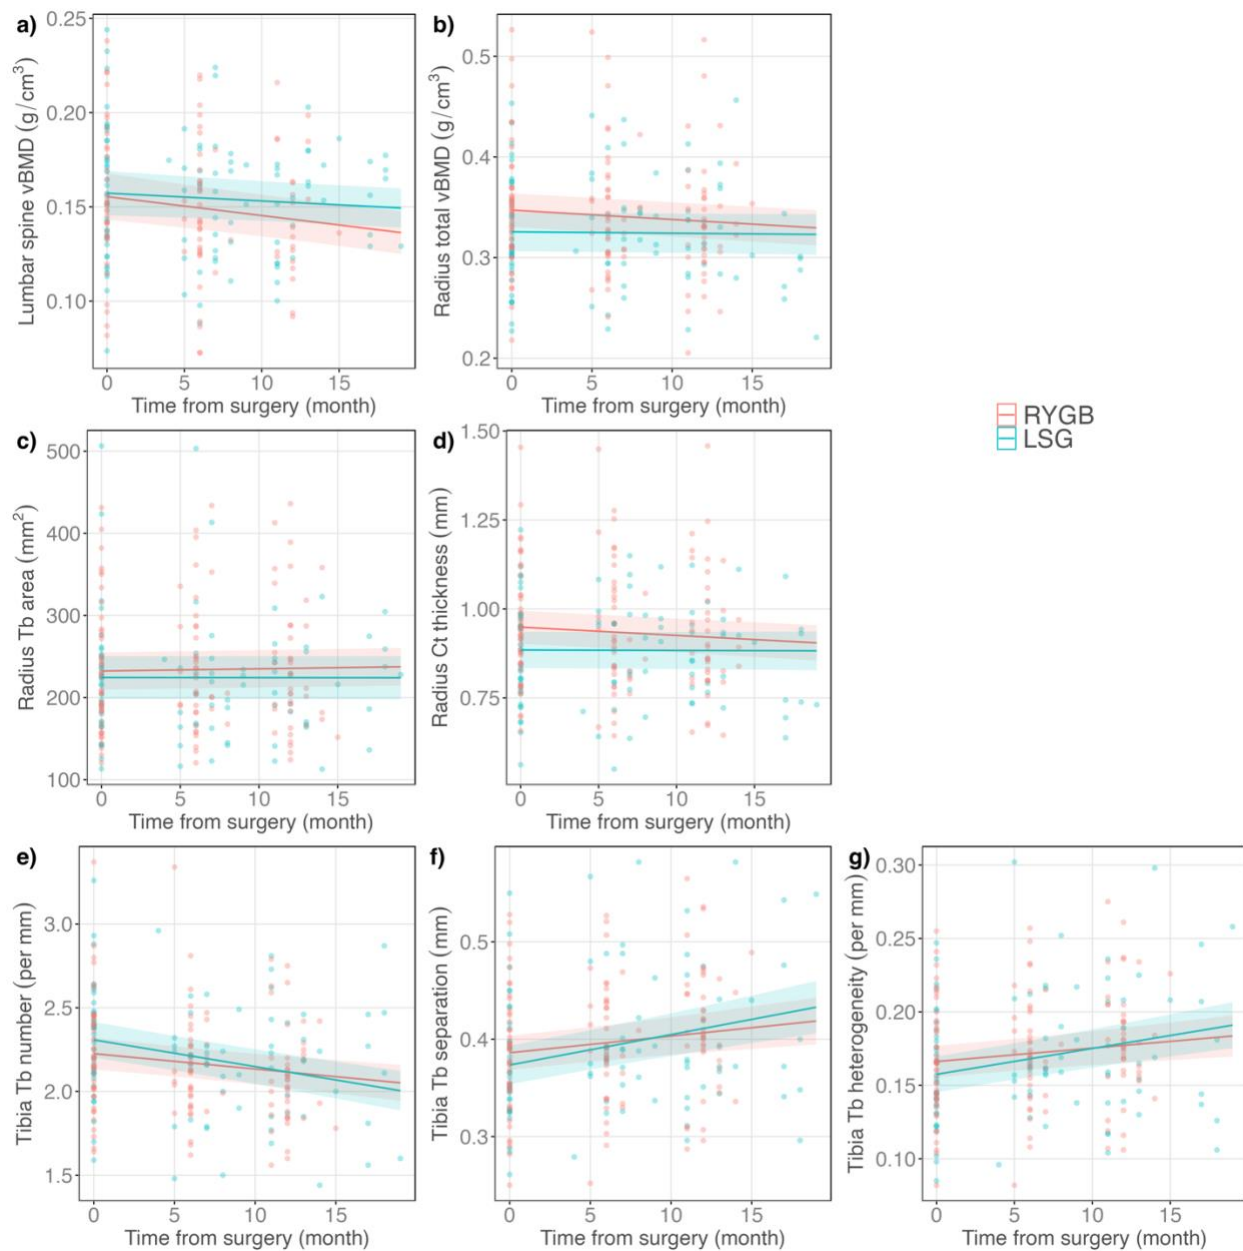 a)
Lumbar spine vBMD (g/cm³)
0.25
0.20
0.15
0.10
0
5
10
15
Time from surgery (month)
b)
Radius total vBMD (g/cm³)
0.5
0.4
0.3
0.2
0
5
10
15
Time from surgery (month)
RYGB
LSG
c)
Radius Tb area (mm²)
500
400
300
200
100
0
5
10
15
Time from surgery (month)
d)
Radius Ct thickness (mm)
1.50
1.25
1.00
0.75
0
5
10
15
Time from surgery (month)
e)
Tibia Tb number (per mm)
3.0
2.5
2.0
1.5
0
5
10
15
Time from surgery (month)
f)
Tibia Tb separation (mm)
0.5
0.4
0.3
0
5
10
15
Time from surgery (month)
g)
Tibia Tb heterogeneity (per mm)
0.30
0.25
0.20
0.15
0.10
0
5
10
15
Time from surgery (month)